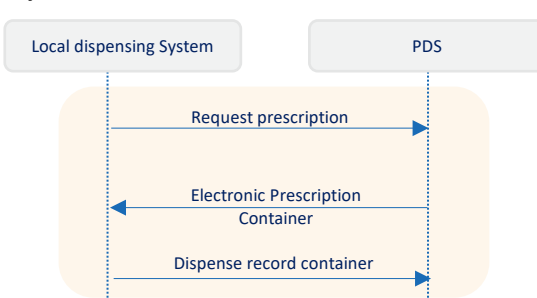 Local dispensing System
PDS
Request prescription
Electronic Prescription
Container
Dispense record container